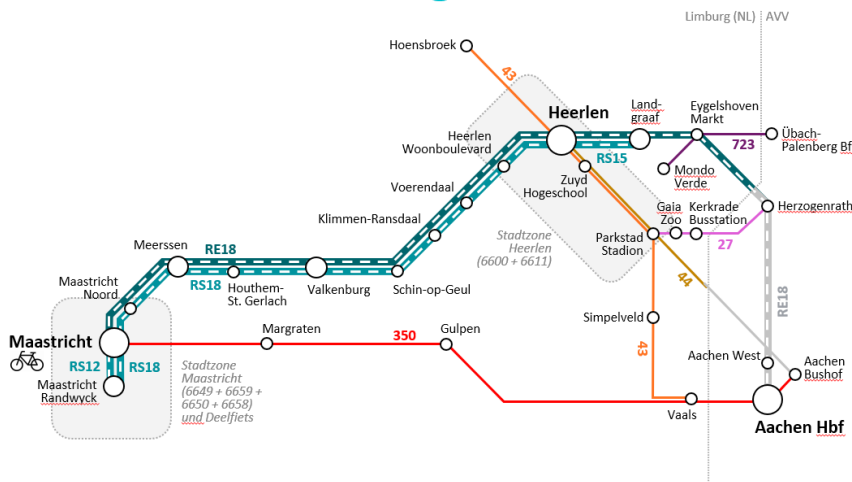 Limburg (NL)
AVV
Hoensbroek
43
Heerlen
Land-
graaf
Eygelshoven
Markt
Heerlen
Woonboulevard
RS15
723
Übach-
Palenberg Bf
Voerendaal
Zuyd
Hogeschool
Mondo
Verde
Klimmen-Ransdaal
Gaia
Zoo
Kerkrade
Busstation
Herzogenrath
Meerssen
RE18
Stadtzone
Heerlen
(6600 + 6611)
Parkstad
Stadion
27
Maastricht
Noord
RS18
Houthem-
St. Gerlach
Valkenburg
Schin-op-Geul
44
RE18
Maastricht
Margraten
350
Gulpen
Simpelveld
43
RS12
RS18
Aachen West
Aachen
Bushof
Maastricht
Randwyck
Stadtzone
Maastricht
(6649 + 6659 +
6650 + 6658)
und Deelfiets
Vaals
Aachen Hbf